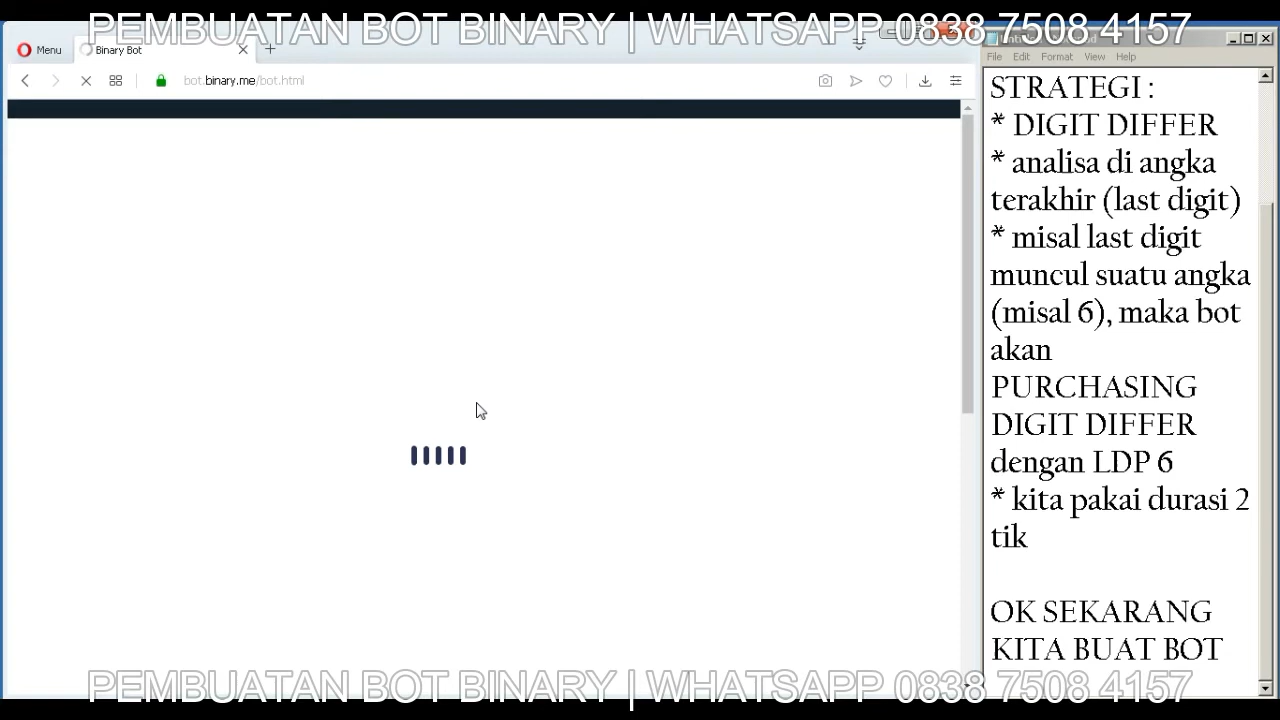 PEMBUATAN BOT BINARY | WHATSAPP 0838 7508 4157
Menu
Binary Bot
bot.binary.me/bot.html
File Edit Format View Help
STRATEGI :
* DIGIT DIFFER
* analisa di angka
terakhir (last digit)
* misal last digit
muncul suatu angka
(misal 6), maka bot
akan
PURCHASING
DIGIT DIFFER
dengan LDP 6
* kita pakai durasi 2
tik
OK SEKARANG
KITA BUAT BOT
PEMBUATAN BOT BINARY | WHATSAPP 0838 7508 4157